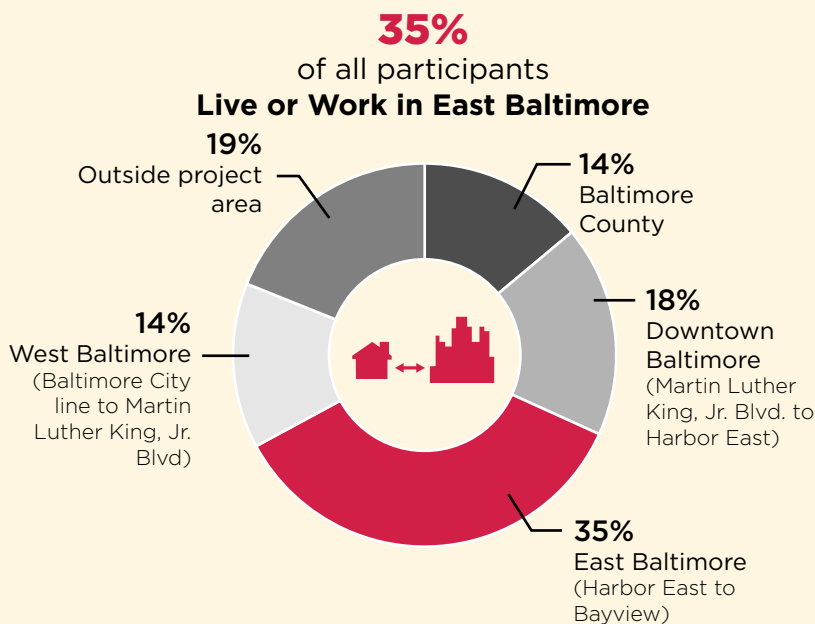 35%
of all participants
Live or Work in East Baltimore
19%
Outside project
area
14%
Baltimore
County
18%
Downtown
Baltimore
(Martin Luther
King, Jr. Blvd. to
Harbor East)
35%
East Baltimore
(Harbor East to
Bayview)
14%
West Baltimore
(Baltimore City
line to Martin
Luther King, Jr.
Blvd)